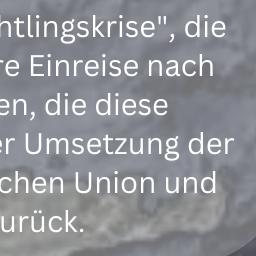 htlingskrise", die
re Einreise nach
en, die diese
er Umsetzung der
chen Union und
urück.